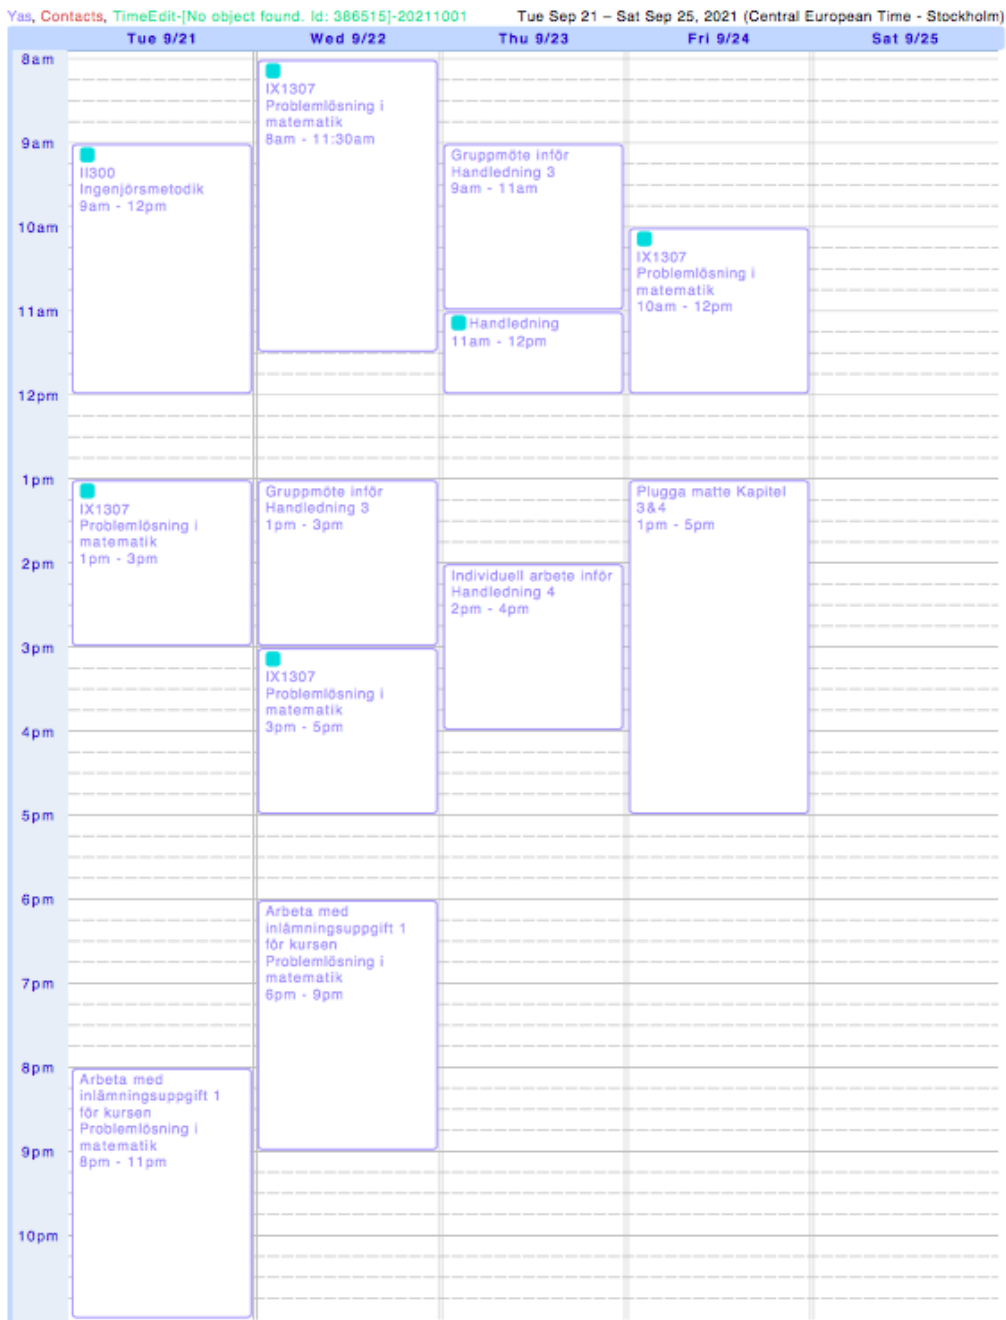 Yas, Contacts, TimeEdit-[No object found. Id: 386515]-20211001
Tue Sep 21 – Sat Sep 25, 2021 (Central European Time - Stockholm)
Tue 9/21
Wed 9/22
Thu 9/23
Fri 9/24
Sat 9/25
8am
9am
10am
11am
12pm
1pm
2pm
3pm
4pm
5pm
6pm
7pm
8pm
9pm
10pm
II300
Ingenjörsmetodik
9am - 12pm
IX1307
Problemlösning i
matematik
1pm - 3pm
Arbeta med
inlämningsuppgift 1
för kursen
Problemlösning i
matematik
8pm - 11pm
IX1307
Problemlösning i
matematik
8am - 11:30am
Gruppmöte inför
Handledning 3
1pm - 3pm
IX1307
Problemlösning i
matematik
3pm - 5pm
Arbeta med
inlämningsuppgift 1
för kursen
Problemlösning i
matematik
6pm - 9pm
Gruppmöte inför
Handledning 3
9am - 11am
Handledning
11am - 12pm
Individuell arbete inför
Handledning 4
2pm - 4pm
IX1307
Problemlösning i
matematik
10am - 12pm
Plugga matte Kapitel
3&4
1pm - 5pm